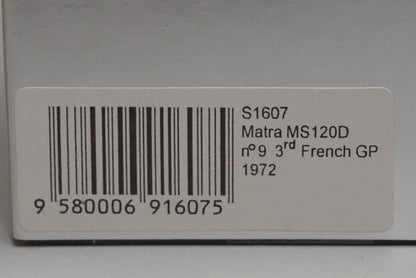 S1607
Matra MS120D
nº9 3rd French GP
1972
9 580006 916075